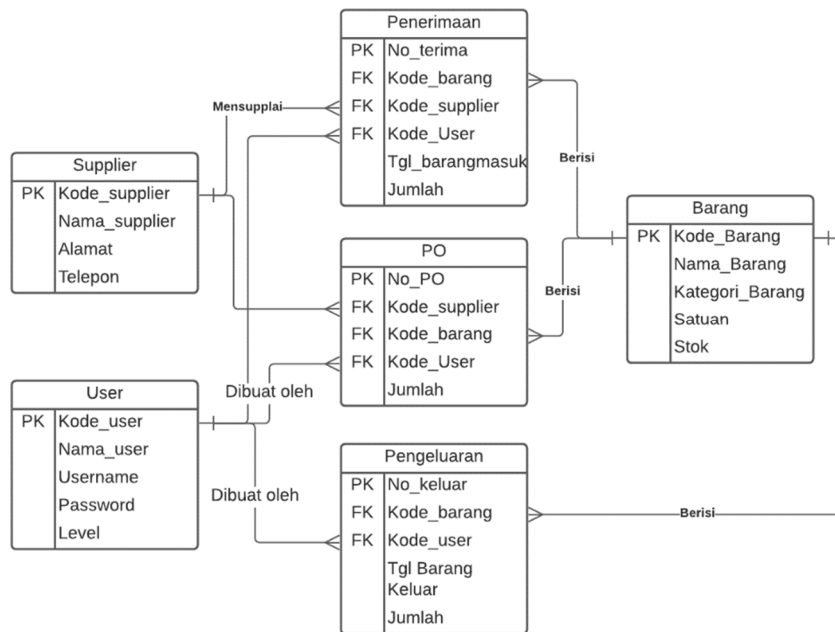 Penerimaan
PK No_terima
FK Kode_barang
FK Kode_supplier
FK Kode_User
Tgl_barangmasuk
Jumlah
Mensupplai
Supplier
PK Kode_supplier
Nama_supplier
Alamat
Telepon
Berisi
Barang
PK Kode_Barang
Nama_Barang
Kategori_Barang
Satuan
Stok
PO
PK No_PO
FK Kode_supplier
FK Kode_barang
FK Kode_User
Jumlah
Berisi
Dibuat oleh
User
PK Kode_user
Nama_user
Username
Password
Level
Dibuat oleh
Pengeluaran
PK No_keluar
FK Kode_barang
FK Kode_user
Tgl Barang
Keluar
Jumlah
Berisi